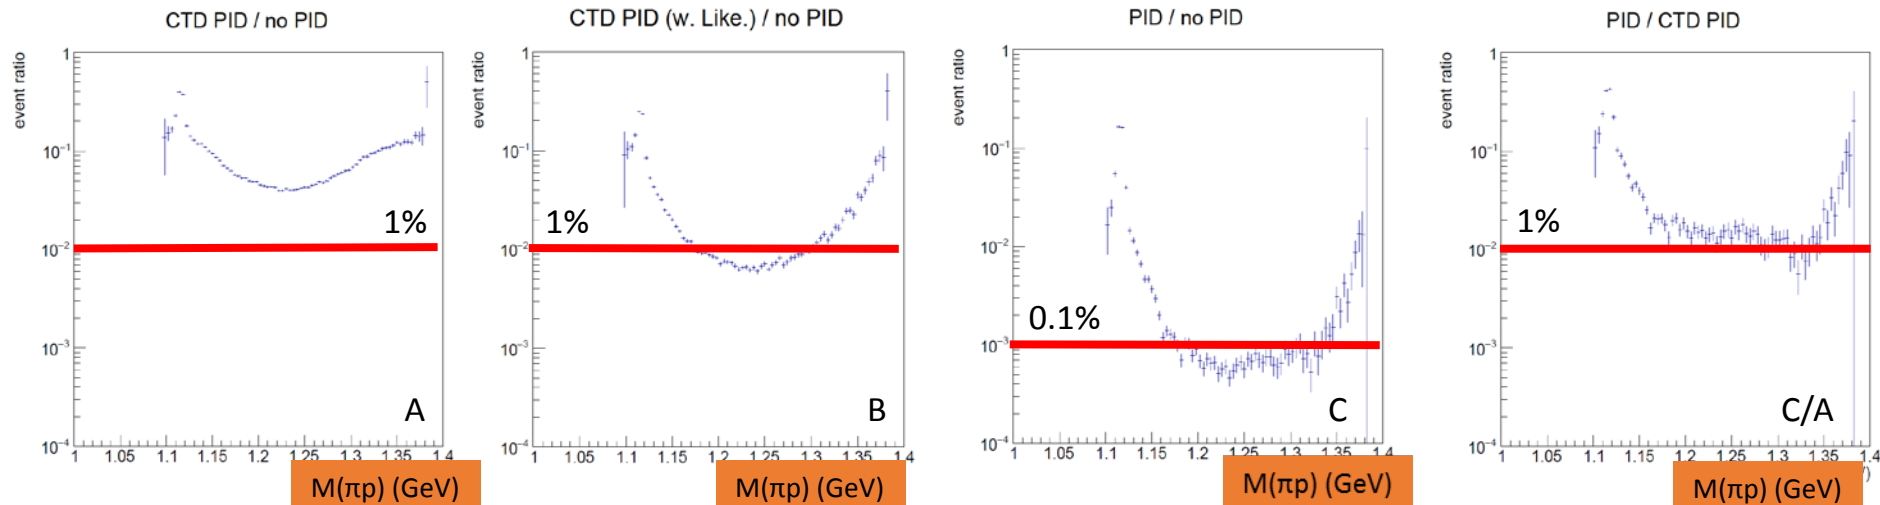 CTD PID / no PID
event ratio
1
10⁻¹
10⁻²
10⁻³
10⁻⁴
1%
A
1 1.05 1.1 1.15 1.2 1.25 1.3 1.35 1.4
M(πp) (GeV)
CTD PID (w. Like.) / no PID
event ratio
1
10⁻¹
10⁻²
10⁻³
10⁻⁴
1%
B
1 1.05 1.1 1.15 1.2 1.25 1.3 1.35 1.4
M(πp) (GeV)
PID / no PID
event ratio
1
10⁻¹
10⁻²
10⁻³
10⁻⁴
0.1%
C
1 1.05 1.1 1.15 1.2 1.25 1.3 1.35 1.4
M(πp) (GeV)
PID / CTD PID
event ratio
1
10⁻¹
10⁻²
10⁻³
10⁻⁴
1%
C/A
1 1.05 1.1 1.15 1.2 1.25 1.3 1.35 1.4
M(πp) (GeV)